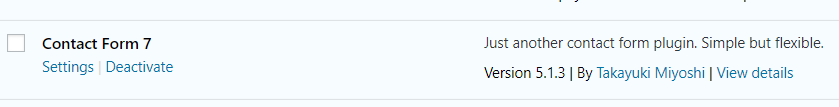 Contact Form 7
Settings | Deactivate
Just another contact form plugin. Simple but flexible.
Version 5.1.3 | By Takayuki Miyoshi | View details